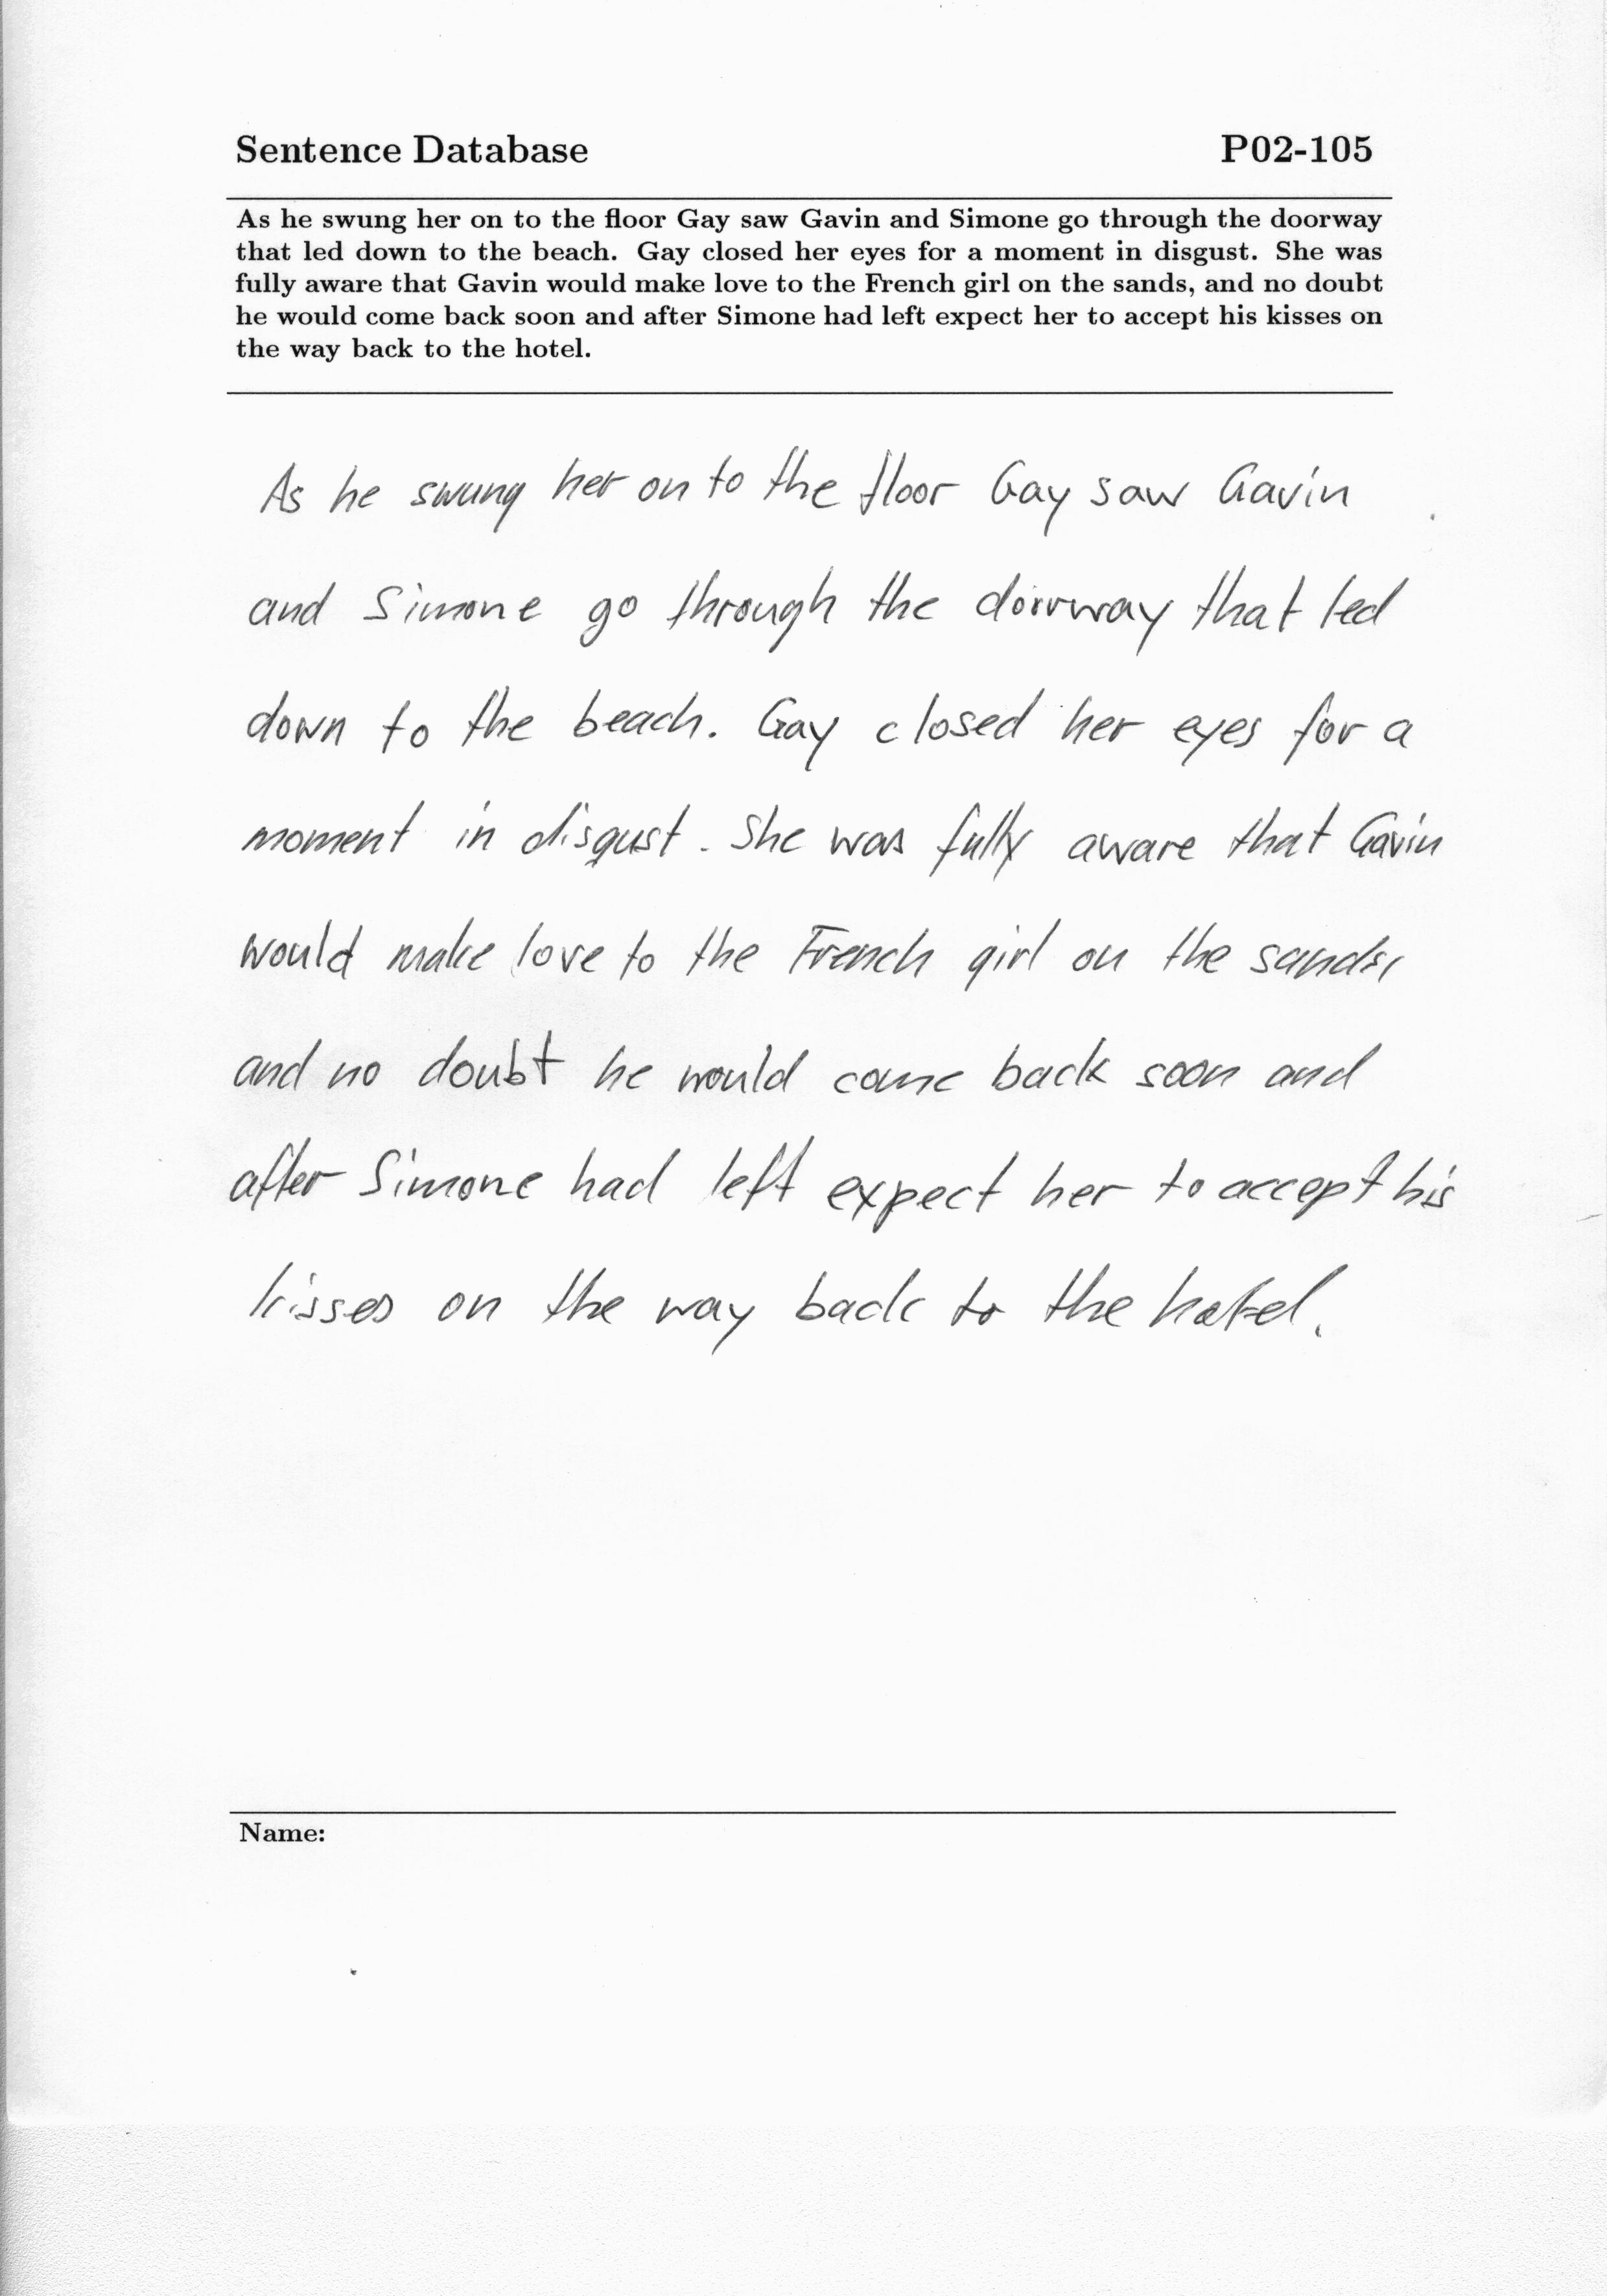 Sentence Database P02-105
As he swung her on to the floor Gay saw Gavin and Simone go through the doorway
that led down to the beach. Gay closed her eyes for a moment in disgust. She was
fully aware that Gavin would make love to the French girl on the sands, and no doubt
he would come back soon and after Simone had left expect her to accept his kisses on
the way back to the hotel.
As he swung her on to the floor Gay saw Gavin
and Simone go through the doorway that led
down to the beach. Gay closed her eyes for a
moment in disgust. She was fully aware that Gavin
would make love to the French girl on the sands,
and no doubt he would come back soon and
after Simone had left expect her to accept his
kisses on the way back to the hotel.
Name: